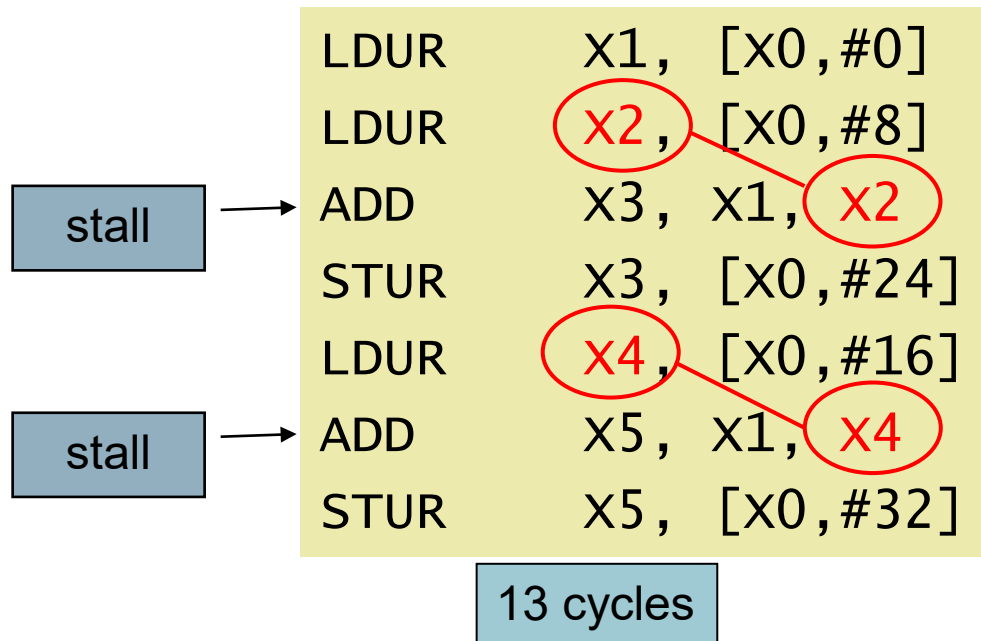 LDUR X1, [X0,#0]
LDUR X2, [X0,#8]
stall
ADD X3, X1, X2
STUR X3, [X0,#24]
LDUR X4, [X0,#16]
stall
ADD X5, X1, X4
STUR X5, [X0,#32]
13 cycles